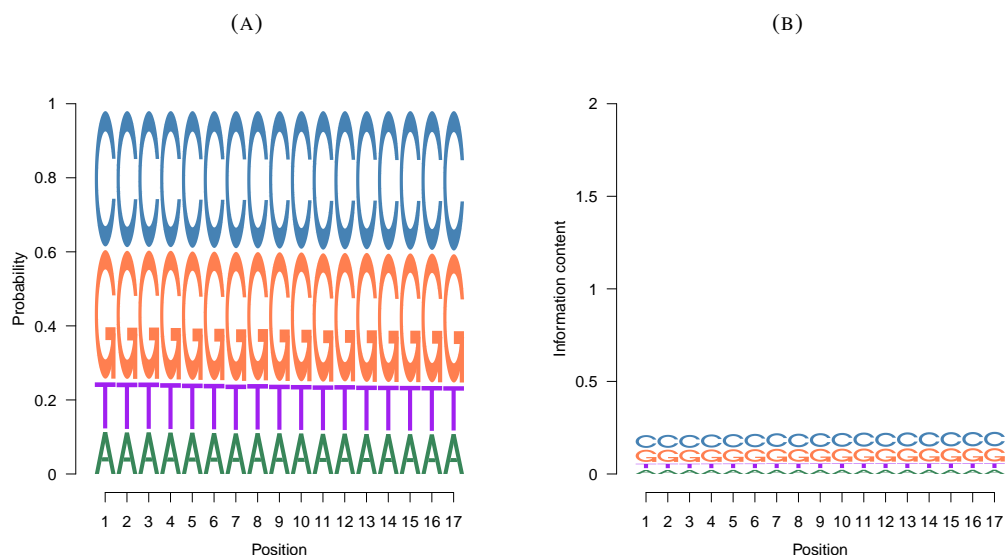 (A)
Probability
1
0.8
0.6
0.4
0.2
0
C C C C C C C C C C C C C C C C C
G G G G G G G G G G G G G G G G G
T T T T T T T T T T T T T T T T T
A A A A A A A A A A A A A A A A A
1 2 3 4 5 6 7 8 9 10 11 12 13 14 15 16 17
Position
(B)
Information content
2
1.5
1
0.5
0
C C C C C C C C C C C C C C C C C
G G G G G G G G G G G G G G G G G
T T T T T T T T T T T T T T T T T
A A A A A A A A A A A A A A A A A
1 2 3 4 5 6 7 8 9 10 11 12 13 14 15 16 17
Position